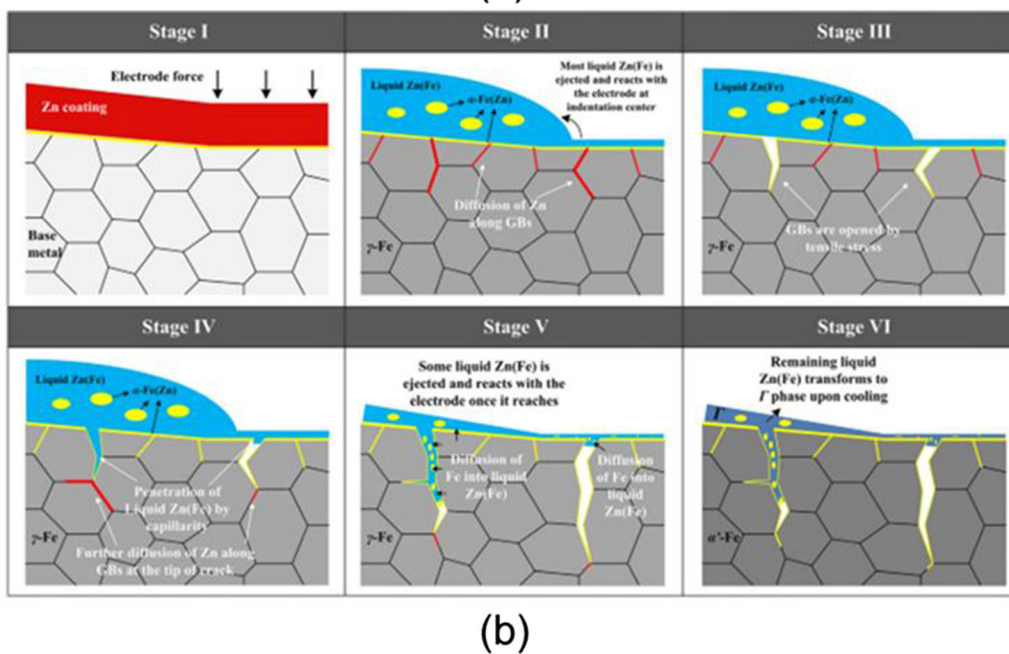 Stage I
Stage II
Stage III
Electrode force
Zn coating
Base
metal
Liquid Zn(Fe)
α-Fe(Zn)
Most liquid Zn(Fe) is
ejected and reacts with
the electrode at
indentation center
Diffusion of Zn
along GBs
γ-Fe
Liquid Zn(Fe)
α-Fe(Zn)
GBs are opened by
tensile stress
γ-Fe
Stage IV
Stage V
Stage VI
Liquid Zn(Fe)
α-Fe(Zn)
Penetration of
Liquid Zn(Fe) by
capillarity
γ-Fe
Further diffusion of Zn along
GBs at the tip of crack
Some liquid Zn(Fe) is
ejected and reacts with the
electrode once it reaches
Diffusion of
Fe into liquid
Zn(Fe)
Diffusion
of Fe into
liquid
Zn(Fe)
γ-Fe
Remaining liquid
Zn(Fe) transforms to
Γ phase upon cooling
Γ
α'-Fe
(b)